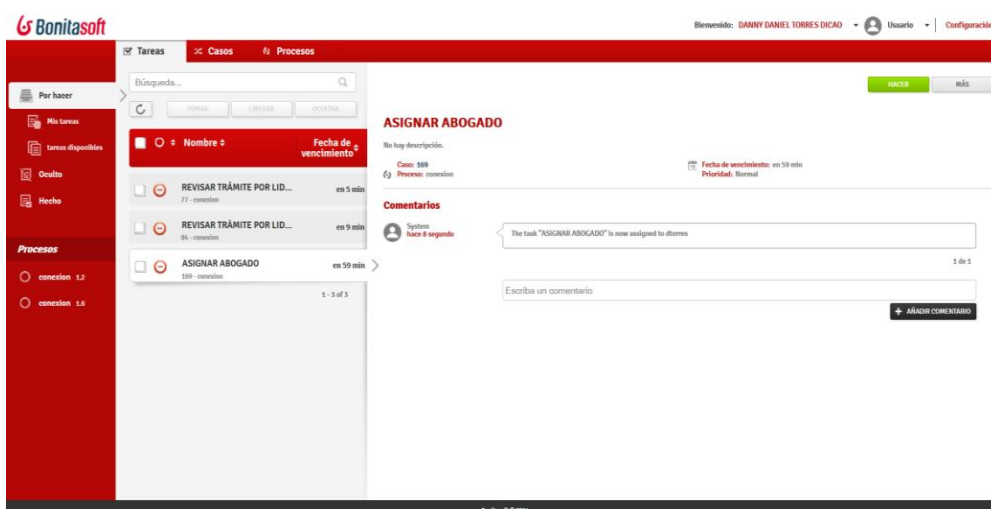 Bonitasoft
Bienvenido: DANNY DANIEL TORRES DICAO
Usuario
Configuración
Tareas
Casos
Procesos
Por hacer
Mis tareas
tareas disponibles
Oculto
Hecho
Procesos
conexion 1.2
conexion 1.6
Búsqueda...
TOMAR
LIBERAR
OCULTAR
Nombre
Fecha de
vencimiento
REVISAR TRÁMITE POR LID...
en 5 min
77 - conexion
REVISAR TRÁMITE POR LID...
en 9 min
84 - conexion
ASIGNAR ABOGADO
en 59 min
169 - conexion
1 - 3 of 3
HACER
MÁS
ASIGNAR ABOGADO
No hay descripción.
Caso: 169
Proceso: conexion
Fecha de vencimiento: en 59 min
Prioridad: Normal
Comentarios
System
hace 8 segundo
The task "ASIGNAR ABOGADO" is now assigned to dtorres
1 de 1
Escriba un comentario
+ AÑADIR COMENTARIO